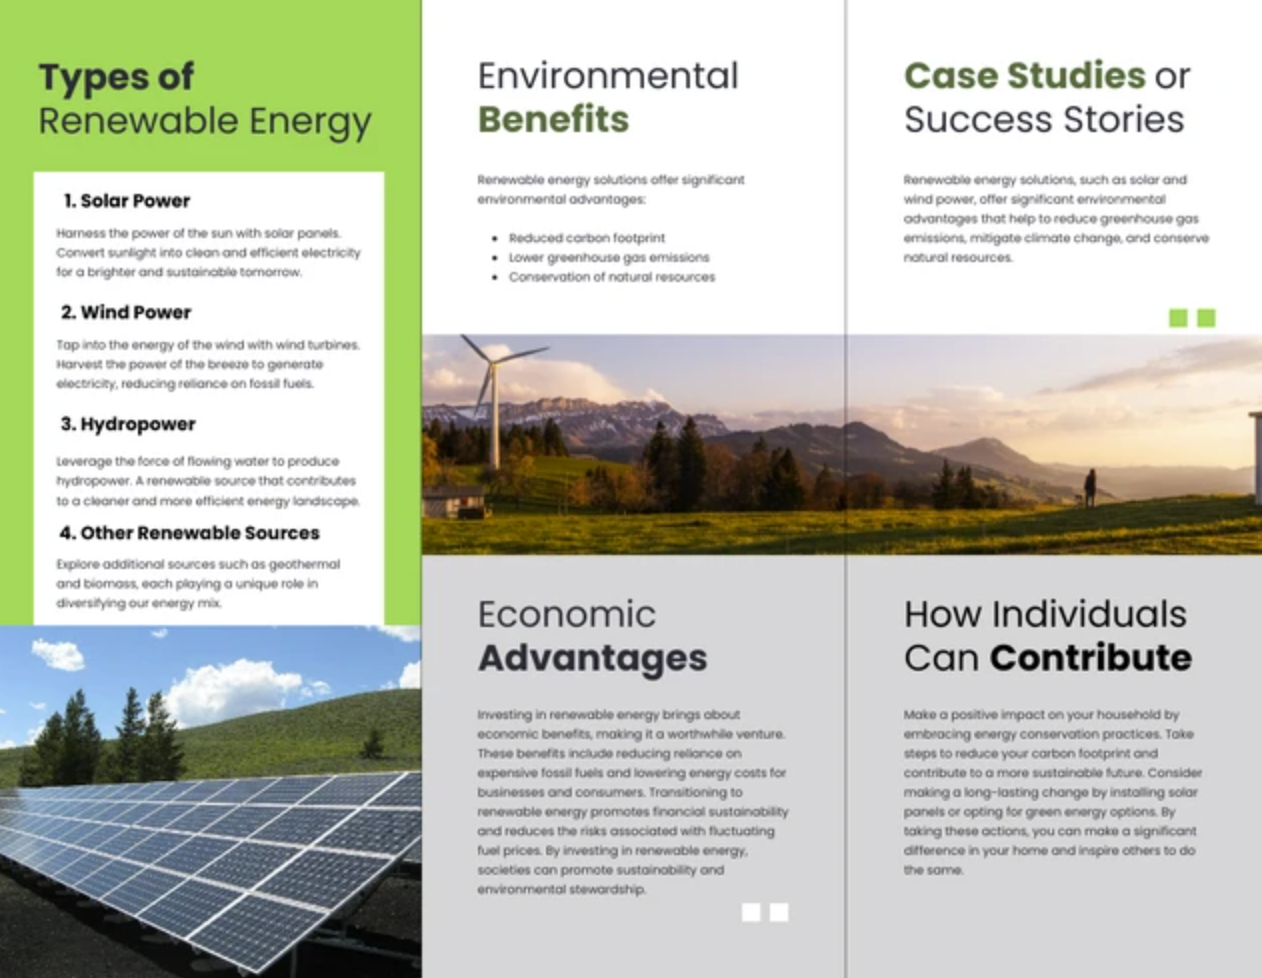 Types of
Renewable Energy
1. Solar Power
Harness the power of the sun with solar panels.
Convert sunlight into clean and efficient electricity
for a brighter and sustainable tomorrow.
2. Wind Power
Tap into the energy of the wind with wind turbines.
Harvest the power of the breeze to generate
electricity, reducing reliance on fossil fuels.
3. Hydropower
Leverage the force of flowing water to produce
hydropower. A renewable source that contributes
to a cleaner and more efficient energy landscape.
4. Other Renewable Sources
Explore additional sources such as geothermal
and biomass, each playing a unique role in
diversifying our energy mix.
Environmental
Benefits
Renewable energy solutions offer significant
environmental advantages:
• Reduced carbon footprint
• Lower greenhouse gas emissions
• Conservation of natural resources
Economic
Advantages
Investing in renewable energy brings about
economic benefits, making it a worthwhile venture.
These benefits include reducing reliance on
expensive fossil fuels and lowering energy costs for
businesses and consumers. Transitioning to
renewable energy promotes financial sustainability
and reduces the risks associated with fluctuating
fuel prices. By investing in renewable energy,
societies can promote sustainability and
environmental stewardship.
Case Studies or
Success Stories
Renewable energy solutions, such as solar and
wind power, offer significant environmental
advantages that help to reduce greenhouse gas
emissions, mitigate climate change, and conserve
natural resources.
How Individuals
Can Contribute
Make a positive impact on your household by
embracing energy conservation practices. Take
steps to reduce your carbon footprint and
contribute to a more sustainable future. Consider
making a long-lasting change by installing solar
panels or opting for green energy options. By
taking these actions, you can make a significant
difference in your home and inspire others to do
the same.